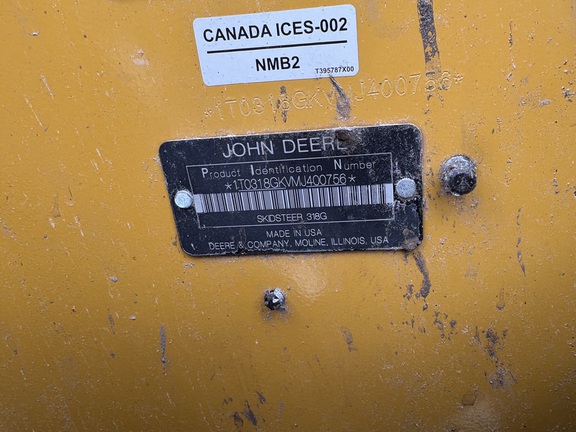 CANADA ICES-002
NMB2
T395787X00
*1T0318GKVMJ400756*
JOHN DEERE
Product Identification Number
*1T0318GKVMJ400756*
SKIDSTEER 318G
MADE IN USA
DEERE & COMPANY, MOLINE, ILLINOIS, USA